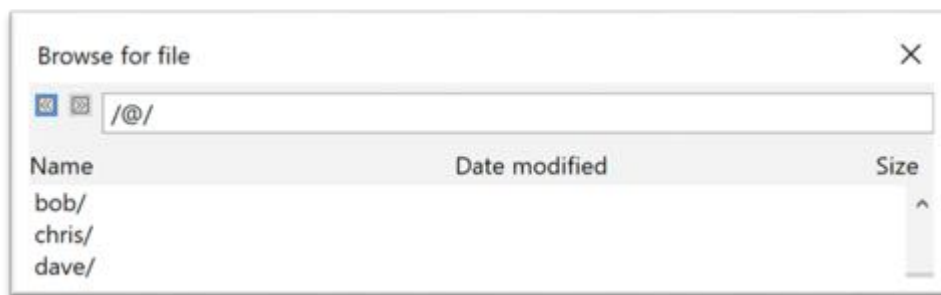 Browse for file
/@/
Name Date modified Size
bob/
chris/
dave/